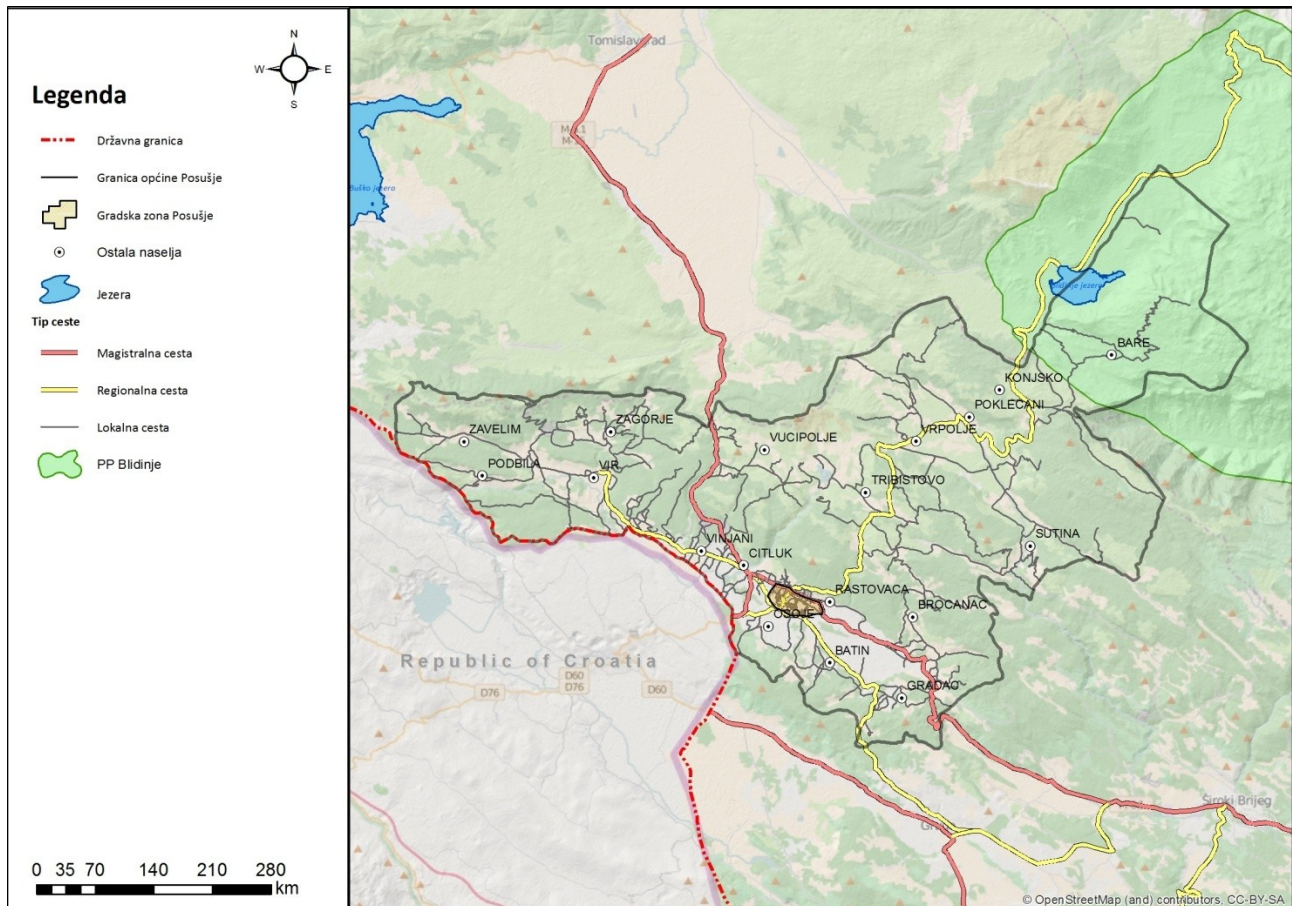 N
W
E
S
Legenda
Državna granica
Granica općine Posušje
Gradska zona Posušje
Ostala naselja
Jezera
Tip ceste
Magistralna cesta
Regionalna cesta
Lokalna cesta
PP Blidinje
0 35 70 140 210 280
km
Tomislavgrad
Buško jezero
Blidinje jezero
BARE
KONJSKO
POKLECANI
VRPOLJE
ZAGORJE
ZAVELIM
VUCIPOLJE
PODBILA
VIR
TRIBISTOVO
SUTINA
VINJANI
CITLUK
RASTOVACA
BROCANAC
OSOJE
BATIN
GRADAC
Republic of Croatia
D76
D60
D76
D60
Široki Brijeg
© OpenStreetMap (and) contributors, CC-BY-SA